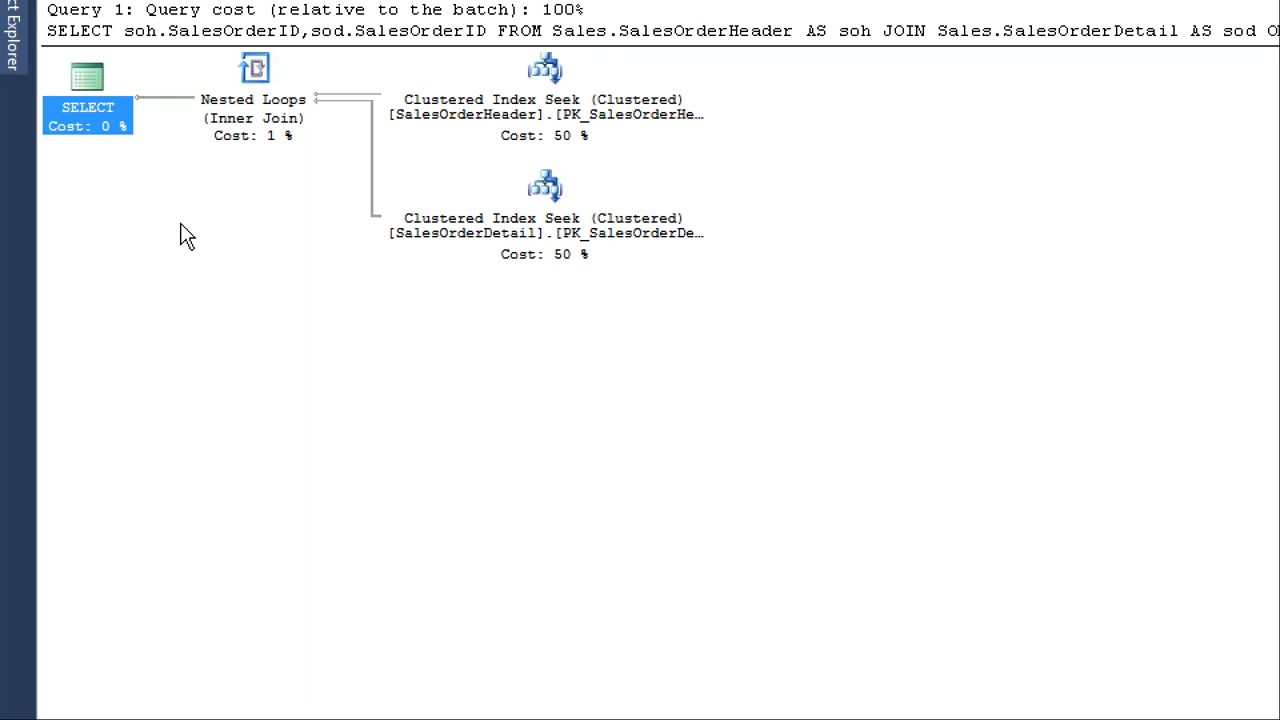 ct Explorer
Query 1: Query cost (relative to the batch): 100%
SELECT soh.SalesOrderID,sod.SalesOrderID FROM Sales.SalesOrderHeader AS soh JOIN Sales.SalesOrderDetail AS sod O
SELECT
Cost: 0 %
Nested Loops
(Inner Join)
Cost: 1 %
Clustered Index Seek (Clustered)
[SalesOrderHeader].[PK_SalesOrderHe…
Cost: 50 %
Clustered Index Seek (Clustered)
[SalesOrderDetail].[PK_SalesOrderDe…
Cost: 50 %